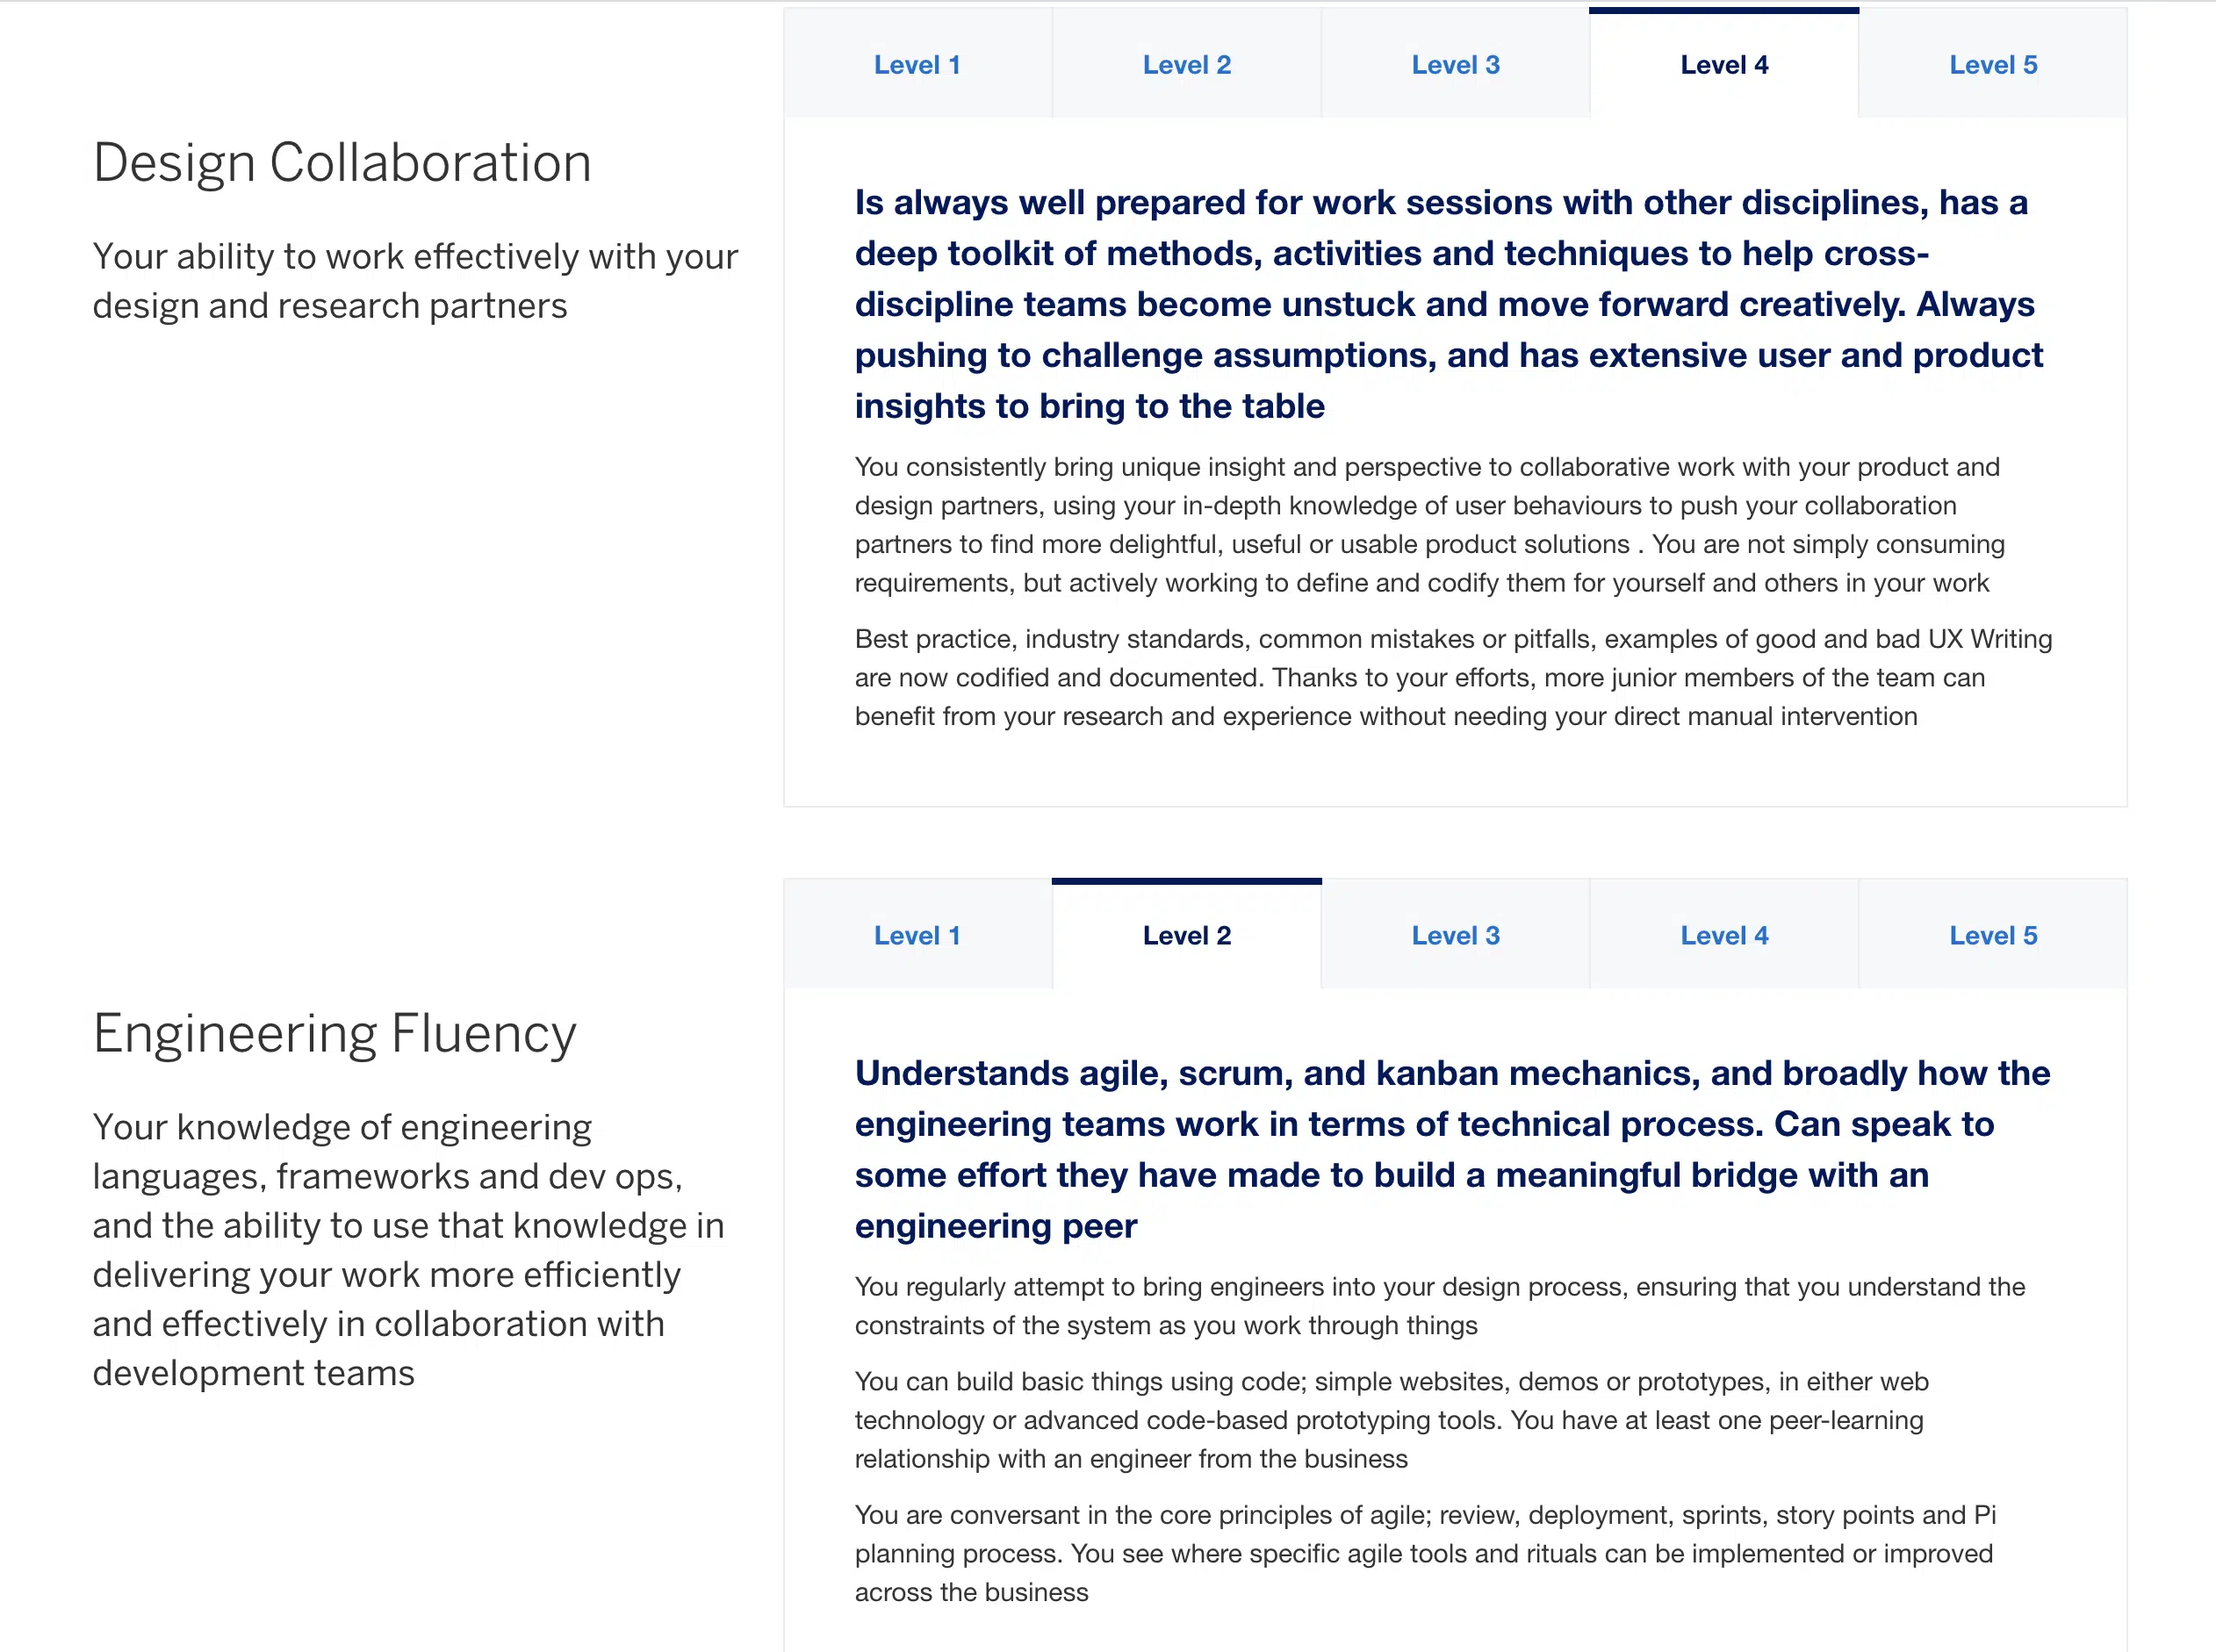 Level 1
Level 2
Level 3
Level 4
Level 5
Design Collaboration
Your ability to work effectively with your
design and research partners
Is always well prepared for work sessions with other disciplines, has a
deep toolkit of methods, activities and techniques to help cross-
discipline teams become unstuck and move forward creatively. Always
pushing to challenge assumptions, and has extensive user and product
insights to bring to the table
You consistently bring unique insight and perspective to collaborative work with your product and
design partners, using your in-depth knowledge of user behaviours to push your collaboration
partners to find more delightful, useful or usable product solutions . You are not simply consuming
requirements, but actively working to define and codify them for yourself and others in your work
Best practice, industry standards, common mistakes or pitfalls, examples of good and bad UX Writing
are now codified and documented. Thanks to your efforts, more junior members of the team can
benefit from your research and experience without needing your direct manual intervention
Level 1
Level 2
Level 3
Level 4
Level 5
Engineering Fluency
Your knowledge of engineering
languages, frameworks and dev ops,
and the ability to use that knowledge in
delivering your work more efficiently
and effectively in collaboration with
development teams
Understands agile, scrum, and kanban mechanics, and broadly how the
engineering teams work in terms of technical process. Can speak to
some effort they have made to build a meaningful bridge with an
engineering peer
You regularly attempt to bring engineers into your design process, ensuring that you understand the
constraints of the system as you work through things
You can build basic things using code; simple websites, demos or prototypes, in either web
technology or advanced code-based prototyping tools. You have at least one peer-learning
relationship with an engineer from the business
You are conversant in the core principles of agile; review, deployment, sprints, story points and Pi
planning process. You see where specific agile tools and rituals can be implemented or improved
across the business